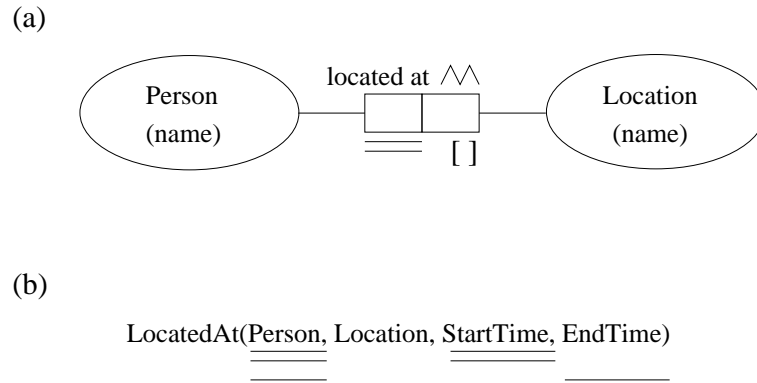 (a)
located at
Person
(name)
Location
(name)
[ ]
(b)
LocatedAt(Person, Location, StartTime, EndTime)